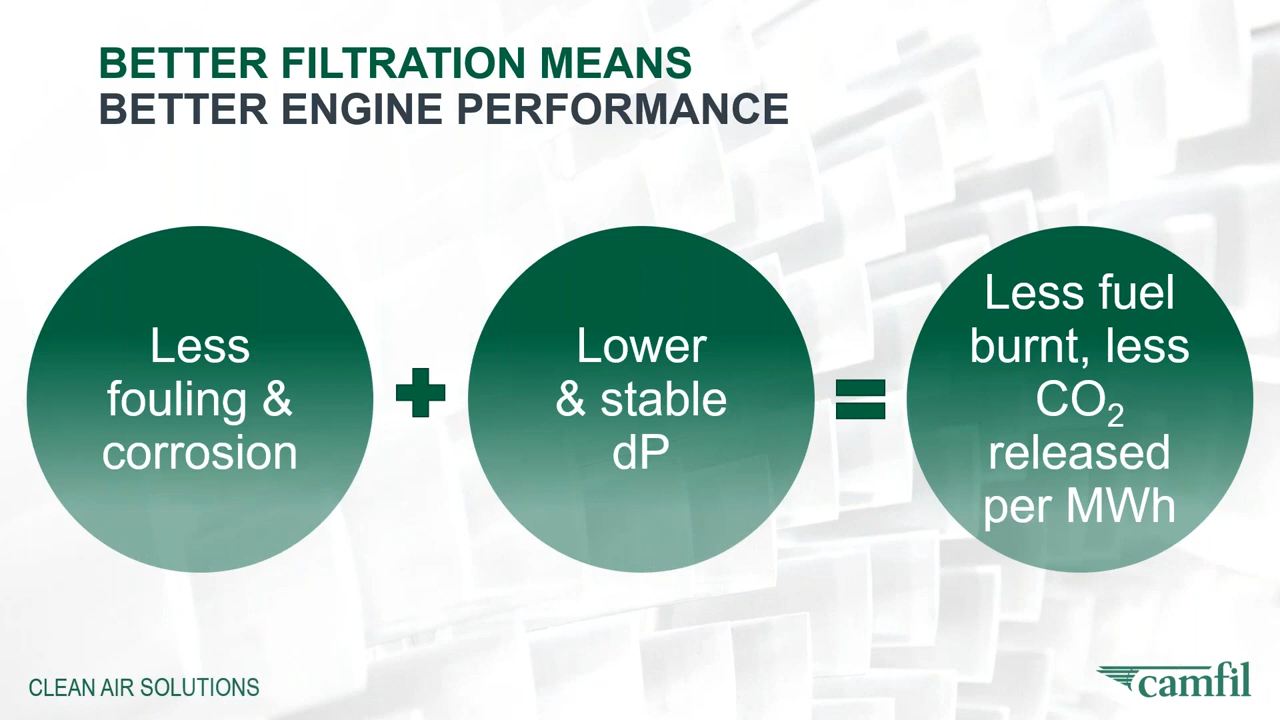 BETTER FILTRATION MEANS
BETTER ENGINE PERFORMANCE
Less
fouling &
corrosion
Lower
& stable
dP
Less fuel
burnt, less
CO₂
released
per MWh
CLEAN AIR SOLUTIONS
camfil